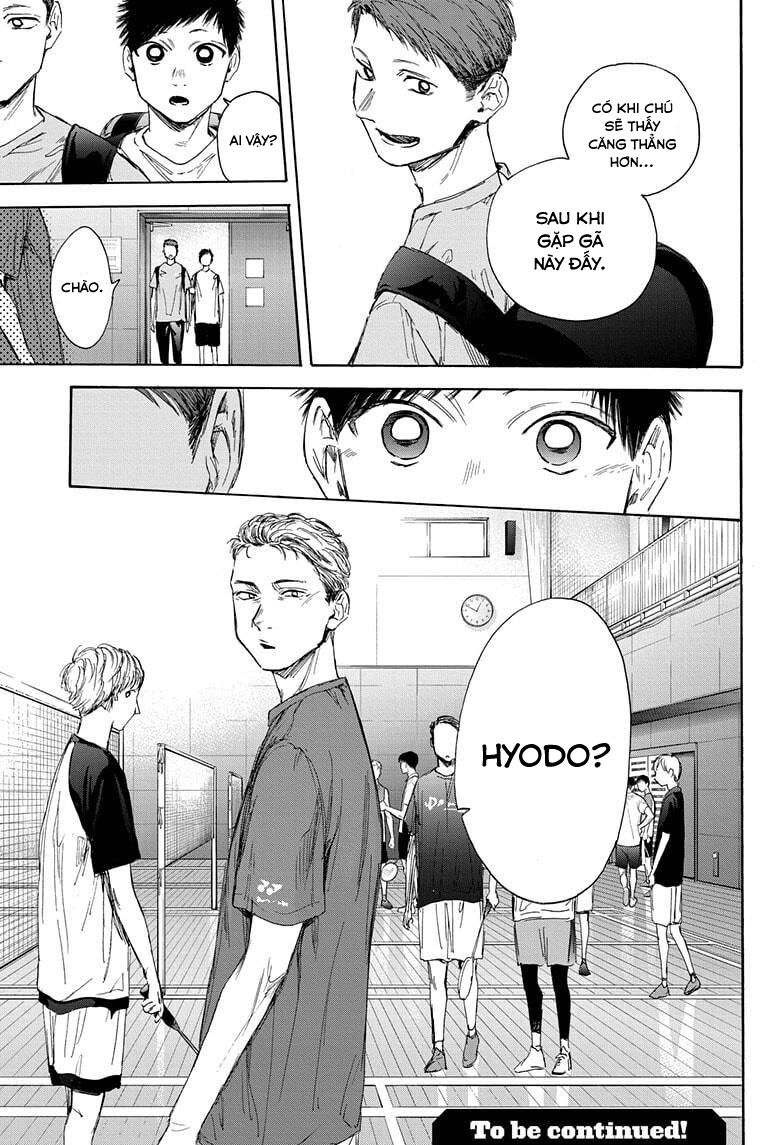 CÓ KHI CHÚ
SẼ THẤY
CĂNG THẲNG
HƠN...
SAU KHI
GẶP GÃ
NÀY ĐẤY.
AI VẬY?
CHÀO.
HYODO?
To be continued!